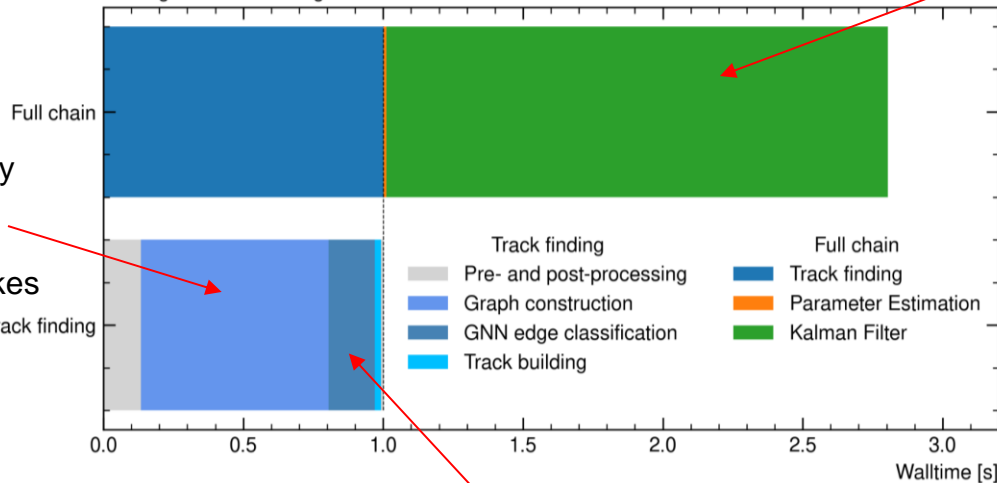 Full chain
y
kes
ack finding
Track finding
Pre- and post-processing
Graph construction
GNN edge classification
Track building
Full chain
Track finding
Parameter Estimation
Kalman Filter
0.0 0.5 1.0 1.5 2.0 2.5 3.0
Walltime [s]